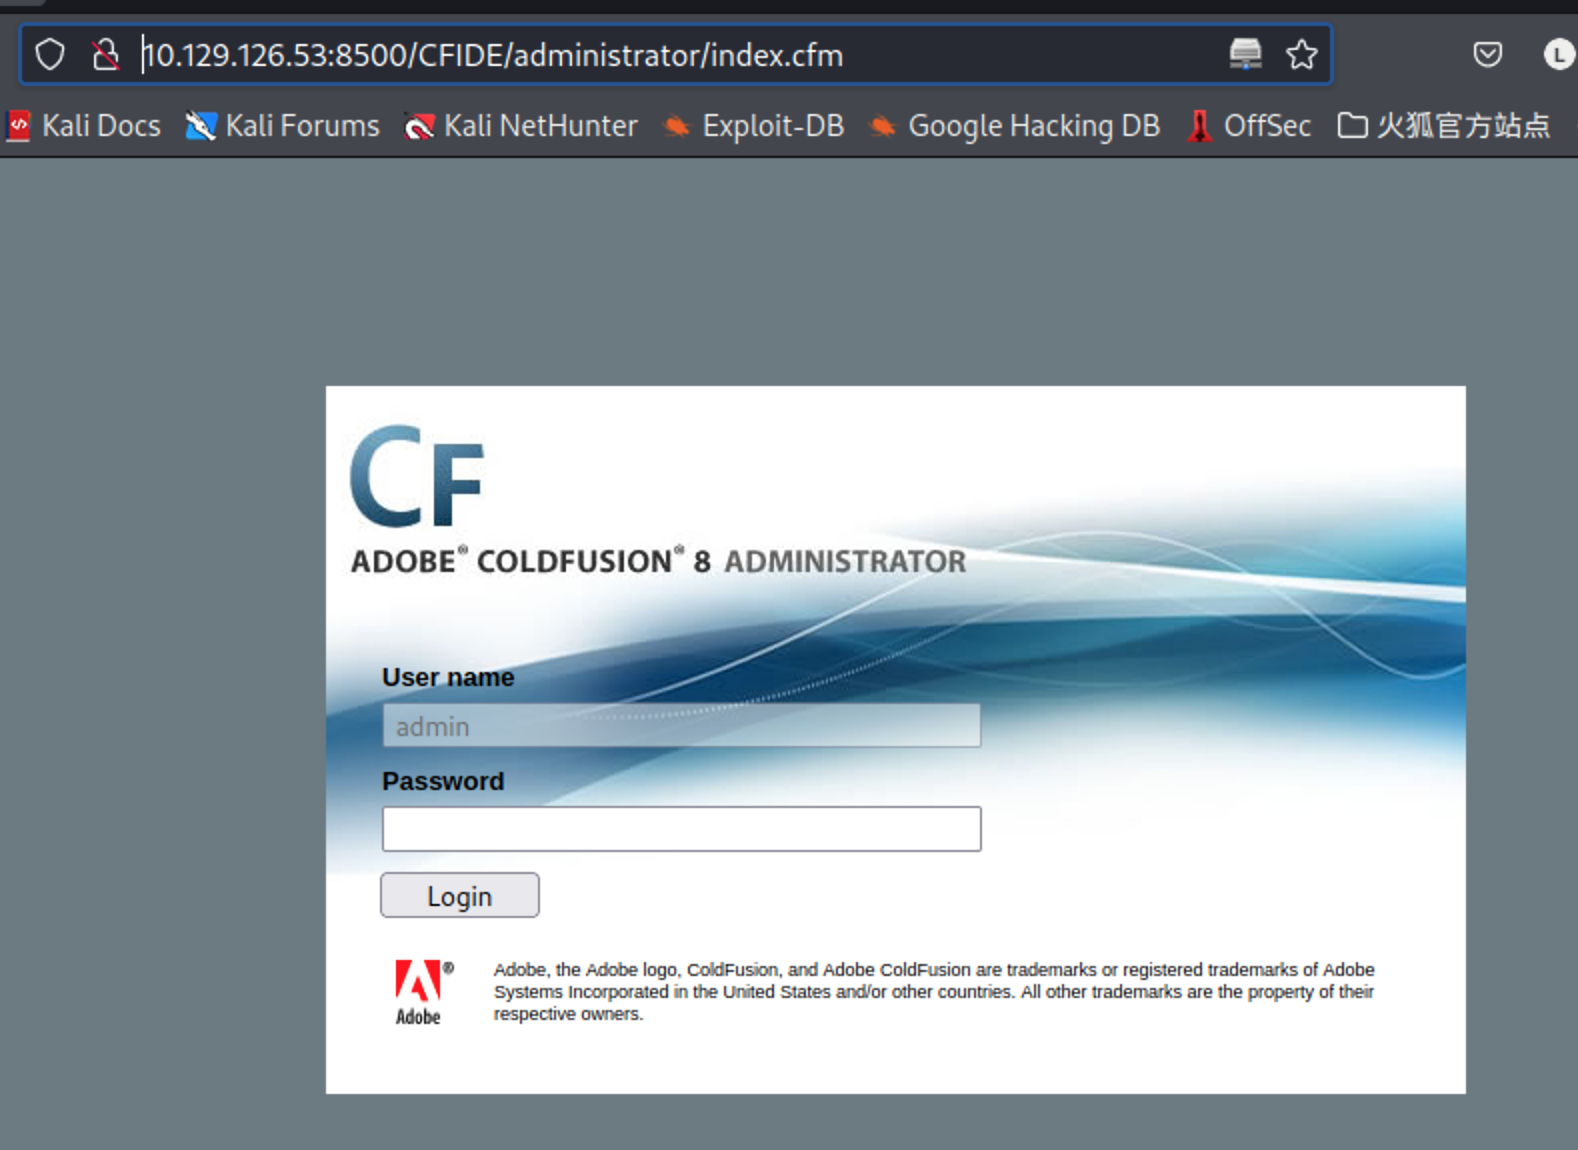 10.129.126.53:8500/CFIDE/administrator/index.cfm
L
Kali Docs Kali Forums Kali NetHunter Exploit-DB Google Hacking DB OffSec 火狐官方站点
CF
ADOBE® COLDFUSION® 8 ADMINISTRATOR
User name
admin
Password
Login
Adobe, the Adobe logo, ColdFusion, and Adobe ColdFusion are trademarks or registered trademarks of Adobe
Systems Incorporated in the United States and/or other countries. All other trademarks are the property of their
respective owners.
®
Adobe